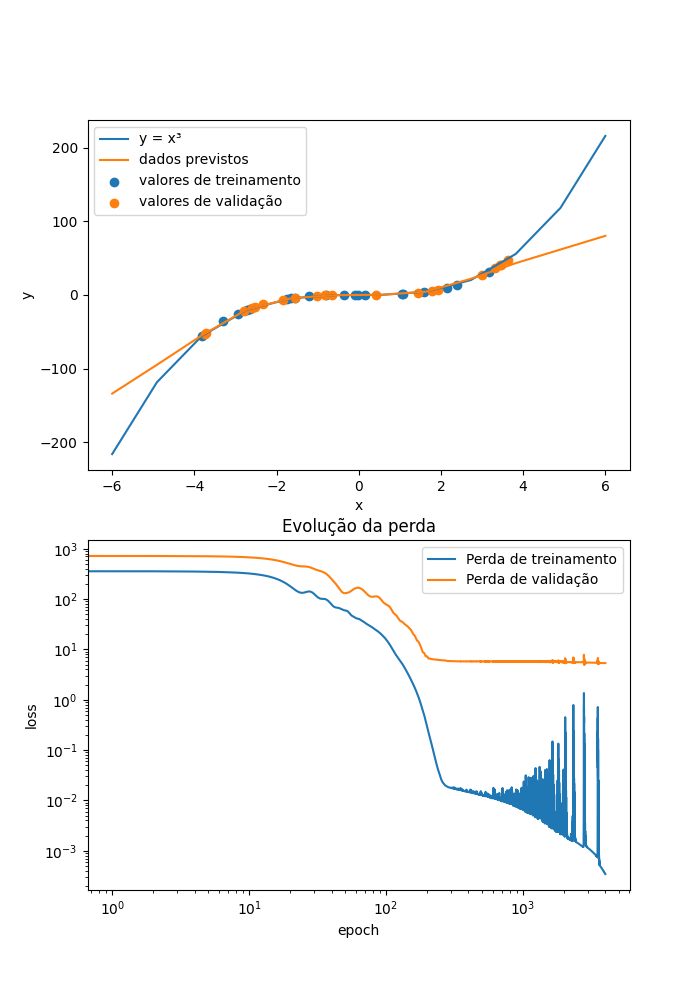 y = x³
dados previstos
valores de treinamento
valores de validação
200
100
0
−100
−200
y
−6
−4
−2
0
2
4
6
x
Evolução da perda
Perda de treinamento
Perda de validação
10³
10²
10¹
10⁰
10⁻¹
10⁻²
10⁻³
loss
10⁰
10¹
10²
10³
epoch